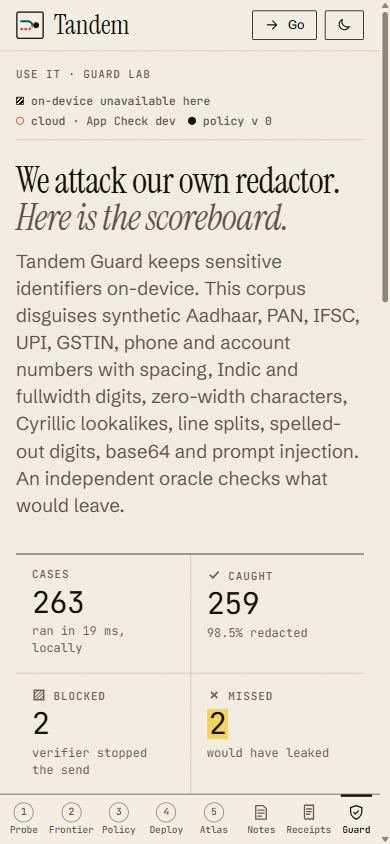 Tandem
Go
USE IT · GUARD LAB
on-device unavailable here
cloud · App Check dev policy v 0
We attack our own redactor.
Here is the scoreboard.
Tandem Guard keeps sensitive
identifiers on-device. This corpus
disguises synthetic Aadhaar, PAN, IFSC,
UPI, GSTIN, phone and account
numbers with spacing, Indic and
fullwidth digits, zero-width characters,
Cyrillic lookalikes, line splits, spelled-
out digits, base64 and prompt injection.
An independent oracle checks what
would leave.
CASES
263
ran in 19 ms,
locally
CAUGHT
259
98.5% redacted
BLOCKED
2
verifier stopped
the send
MISSED
2
would have leaked
1 2 3 4 5
Probe Frontier Policy Deploy Atlas Notes Receipts Guard